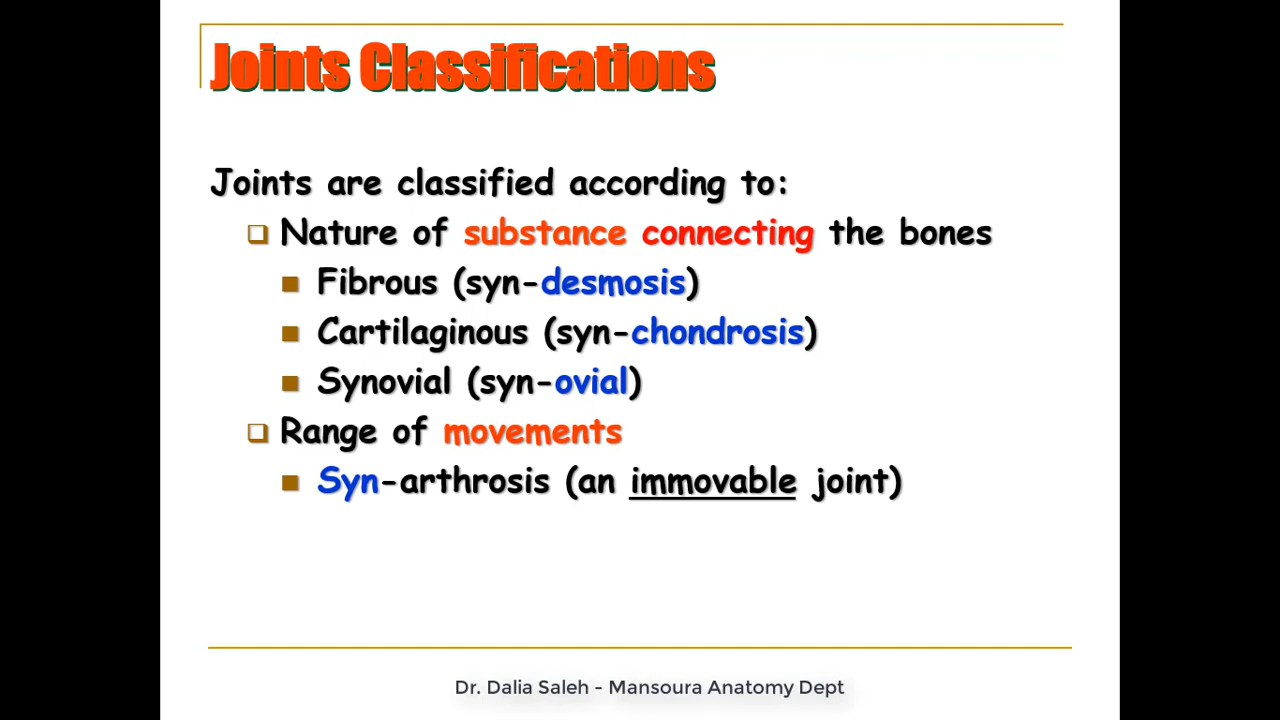 Joints Classifications
Joints are classified according to:
Nature of substance connecting the bones
Fibrous (syn-desmosis)
Cartilaginous (syn-chondrosis)
Synovial (syn-ovial)
Range of movements
Syn-arthrosis (an immovable joint)
Dr. Dalia Saleh - Mansoura Anatomy Dept